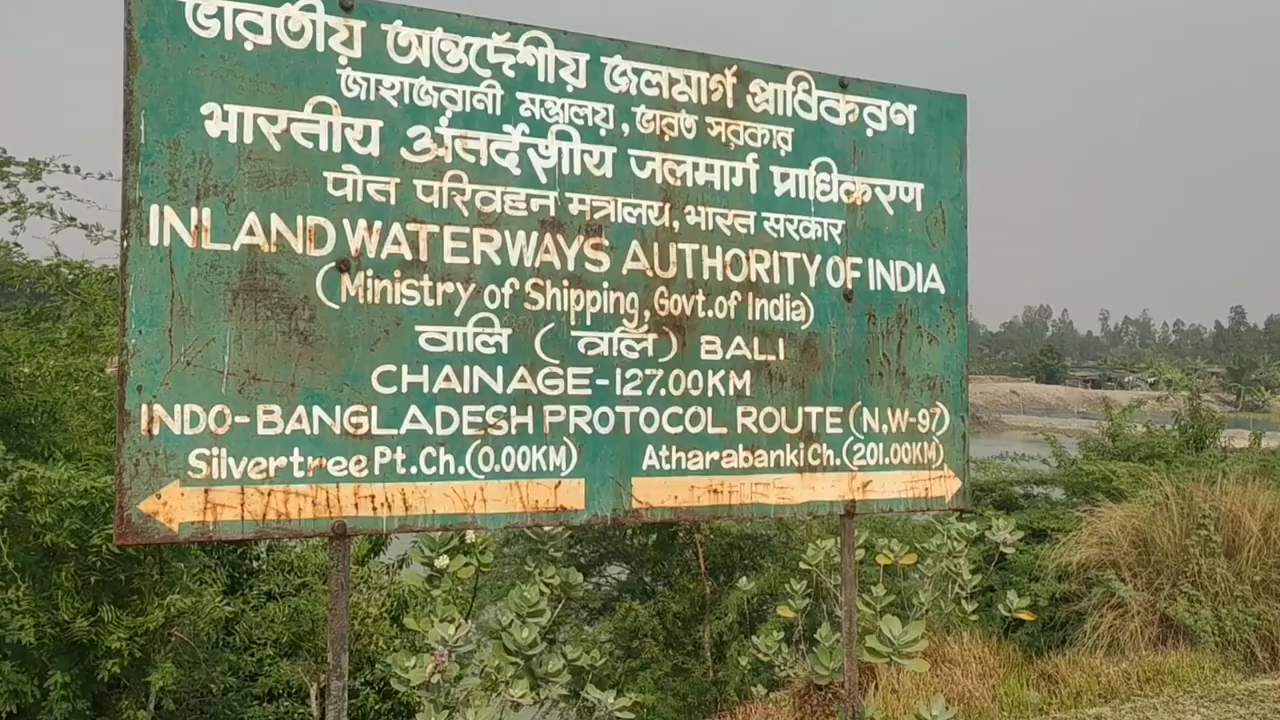 ভারতীয় অন্তর্দেশীয় জলমার্গ প্রাধিকরণ
জাহাজরানী মন্ত্রালয়, ভারত সরকার
भारतीय अंतर्देशीय जलमार्ग प्राधिकरण
पोत परिवहन मत्रालय, भारत सरकार
INLAND WATERWAYS AUTHORITY OF INDIA
(Ministry of Shipping, Govt. of India)
বালি ( बॉलि ) BALI
CHAINAGE-127.00KM
INDO-BANGLADESH PROTOCOL ROUTE (N.W-97)
Silvertree Pt. Ch. (0.00KM) Atharabanki Ch. (201.00KM)